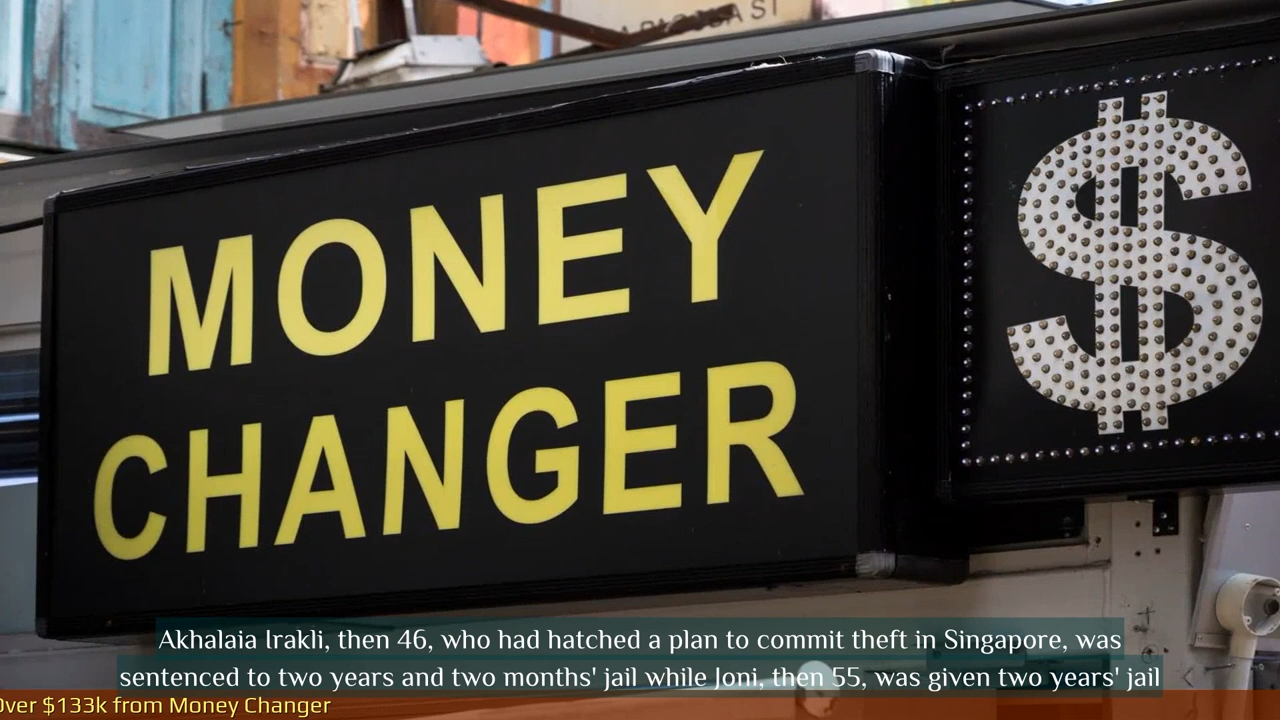 MONEY
CHANGER
$
Akhalaia Irakli, then 46, who had hatched a plan to commit theft in Singapore, was
sentenced to two years and two months' jail while Joni, then 55, was given two years' jail
Over $133k from Money Changer